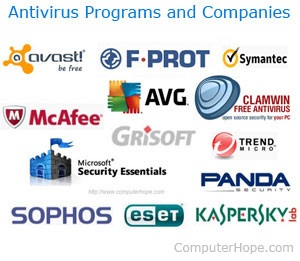 Antivirus Programs and Companies
avast!
be free
F-PROT
Symantec
McAfee
AVG
CLAMWIN
FREE ANTIVIRUS
open source security for your PC
GRISOFT
Microsoft®
Security Essentials
TREND
MICRO
http://www.computerhope.com
PANDA
SECURITY
SOPHOS
eset
KASPERSKY lab
ComputerHope.com